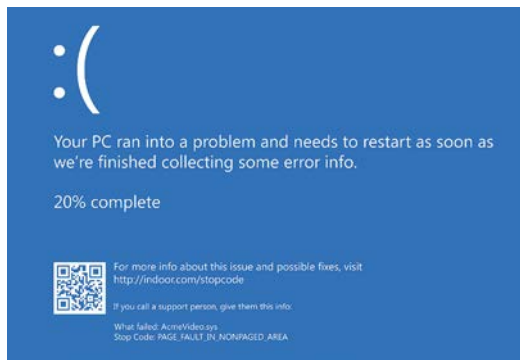 :(
Your PC ran into a problem and needs to restart as soon as
we're finished collecting some error info.
20% complete
For more info about this issue and possible fixes, visit
http://indoor.com/stopcode
If you call a support person, give them this info:
What failed: AcmeVideo.sys
Stop Code: PAGE_FAULT_IN_NONPAGED_AREA